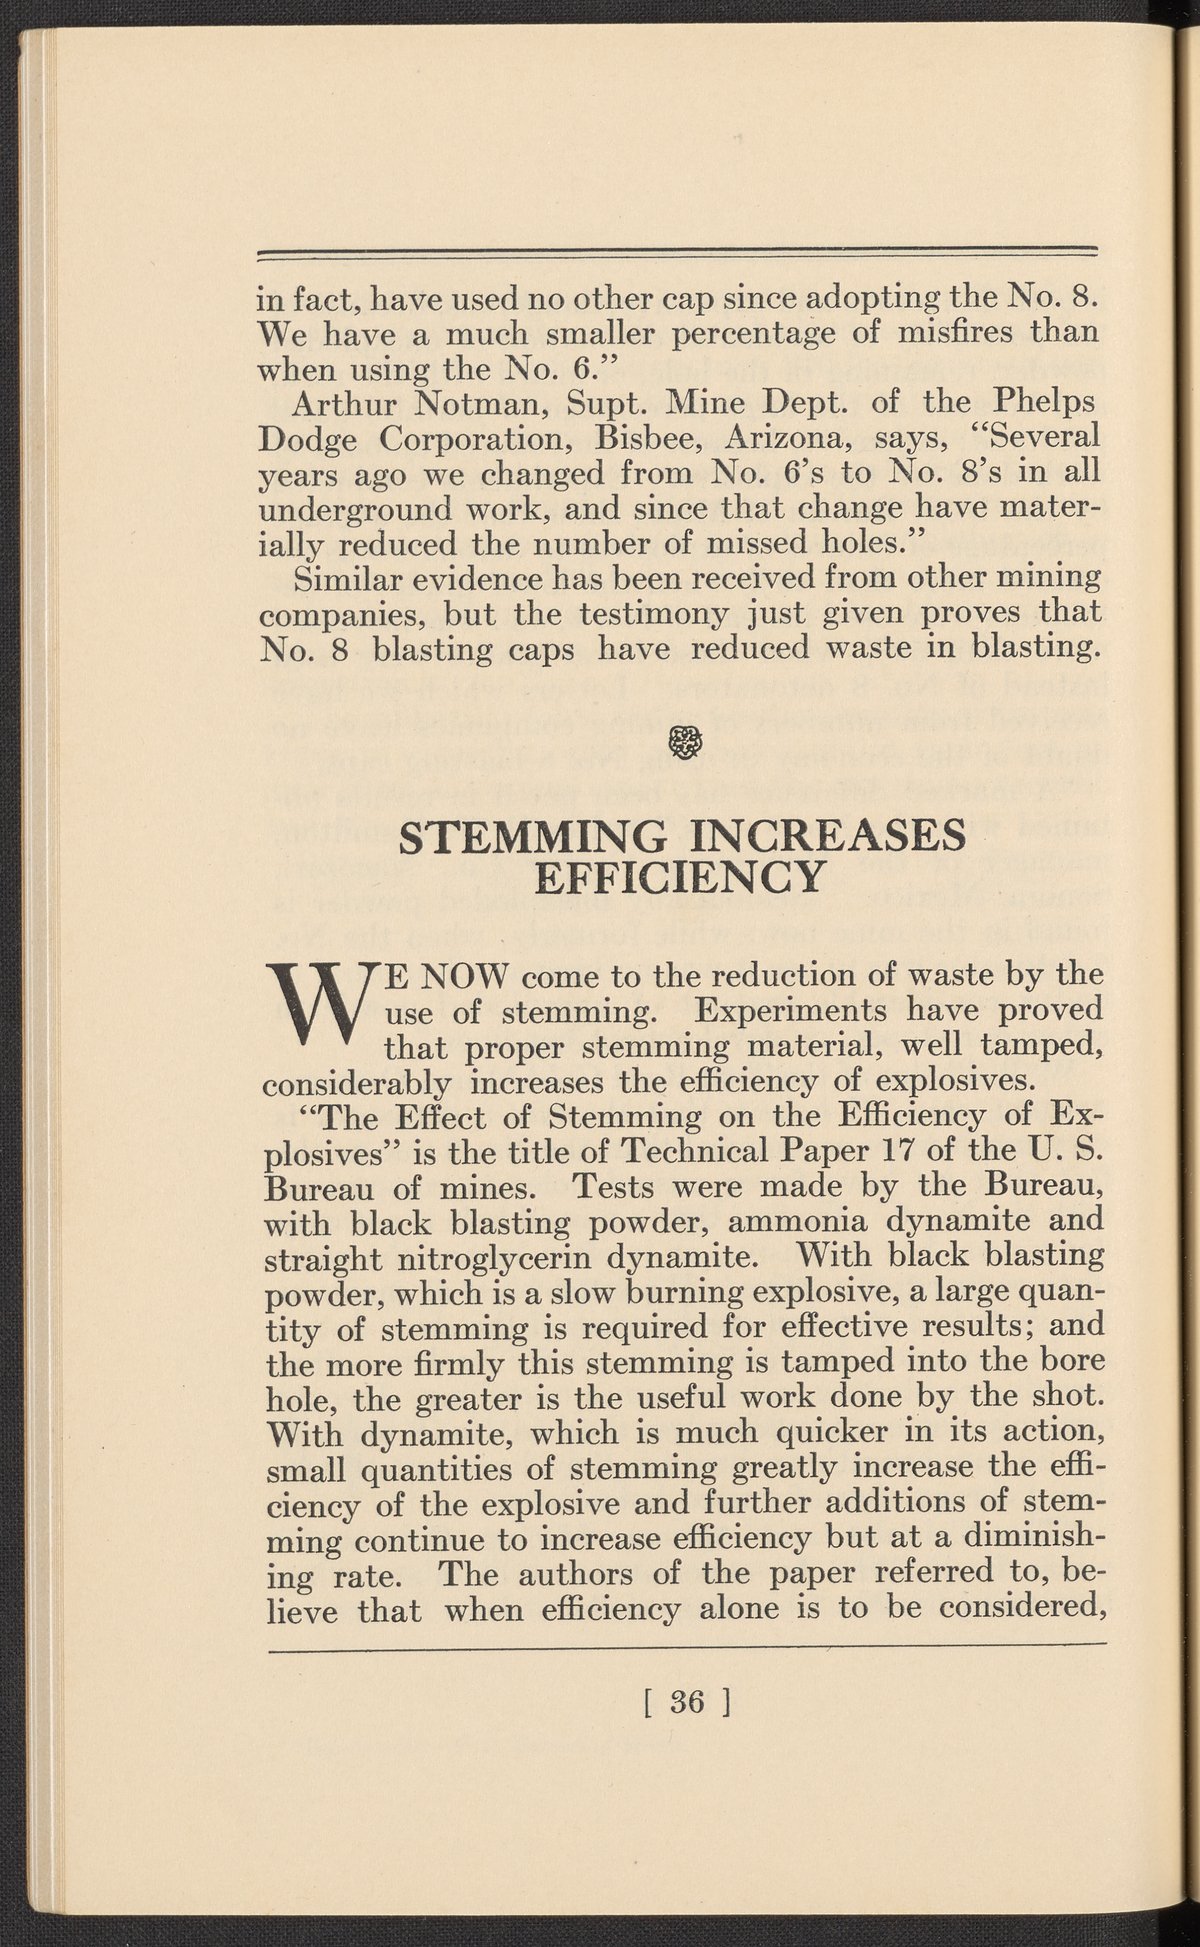 in fact, have used no other cap since adopting the No. 8.
We have a much smaller percentage of misfires than
when using the No. 6.”
Arthur Notman, Supt. Mine Dept. of the Phelps
Dodge Corporation, Bisbee, Arizona, says, “Several
years ago we changed from No. 6’s to No. 8’s in all
underground work, and since that change have mater-
ially reduced the number of missed holes.”
Similar evidence has been received from other mining
companies, but the testimony just given proves that
No. 8 blasting caps have reduced waste in blasting.
STEMMING INCREASES
EFFICIENCY
WE NOW come to the reduction of waste by the
use of stemming. Experiments have proved
that proper stemming material, well tamped,
considerably increases the efficiency of explosives.
“The Effect of Stemming on the Efficiency of Ex-
plosives” is the title of Technical Paper 17 of the U. S.
Bureau of mines. Tests were made by the Bureau,
with black blasting powder, ammonia dynamite and
straight nitroglycerin dynamite. With black blasting
powder, which is a slow burning explosive, a large quan-
tity of stemming is required for effective results; and
the more firmly this stemming is tamped into the bore
hole, the greater is the useful work done by the shot.
With dynamite, which is much quicker in its action,
small quantities of stemming greatly increase the effi-
ciency of the explosive and further additions of stem-
ming continue to increase efficiency but at a diminish-
ing rate. The authors of the paper referred to, be-
lieve that when efficiency alone is to be considered,
[ 36 ]